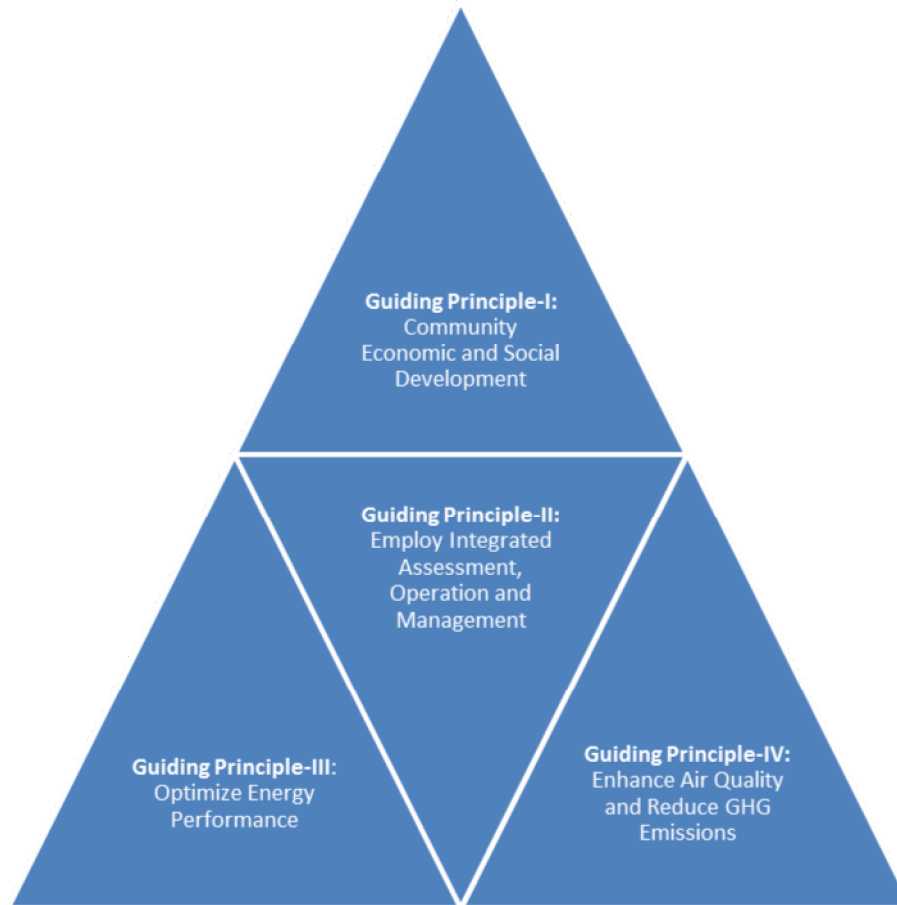 Guiding Principle-I:
Community
Economic and Social
Development
Guiding Principle-II:
Employ Integrated
Assessment,
Operation and
Management
Guiding Principle-III:
Optimize Energy
Performance
Guiding Principle-IV:
Enhance Air Quality
and Reduce GHG
Emissions